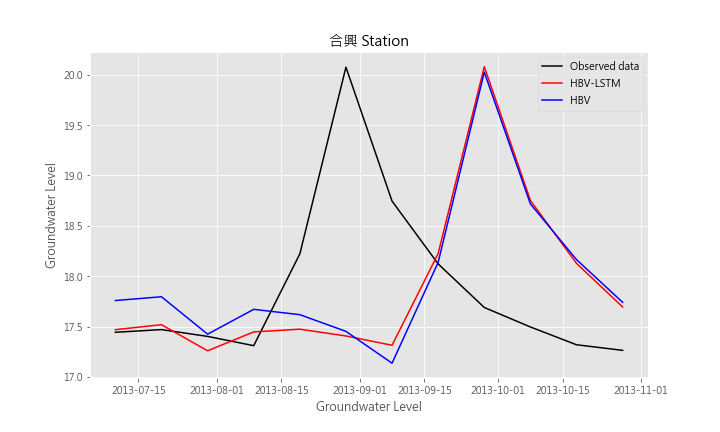 合興 Station
Observed data
HBV-LSTM
HBV
Groundwater Level
20.0
19.5
19.0
18.5
18.0
17.5
17.0
2013-07-15 2013-08-01 2013-08-15 2013-09-01 2013-09-15 2013-10-01 2013-10-15 2013-11-01
Groundwater Level